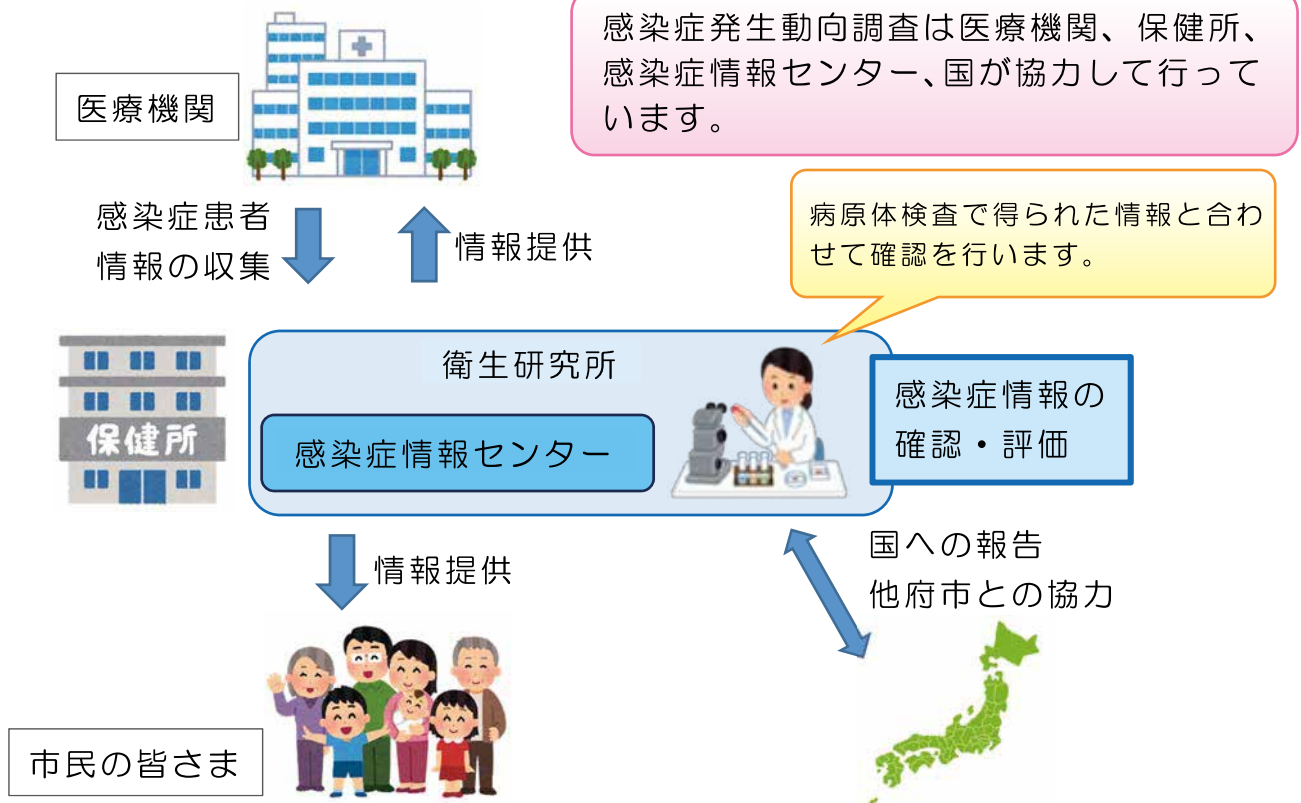 感染症発生動向調査は医療機関、保健所、
感染症情報センター、国が協力して行って
います。
医療機関
感染症患者
情報の収集
情報提供
病原体検査で得られた情報と合わ
せて確認を行います。
保健所
衛生研究所
感染症情報センター
感染症情報の
確認・評価
情報提供
国への報告
他府市との協力
市民の皆さま